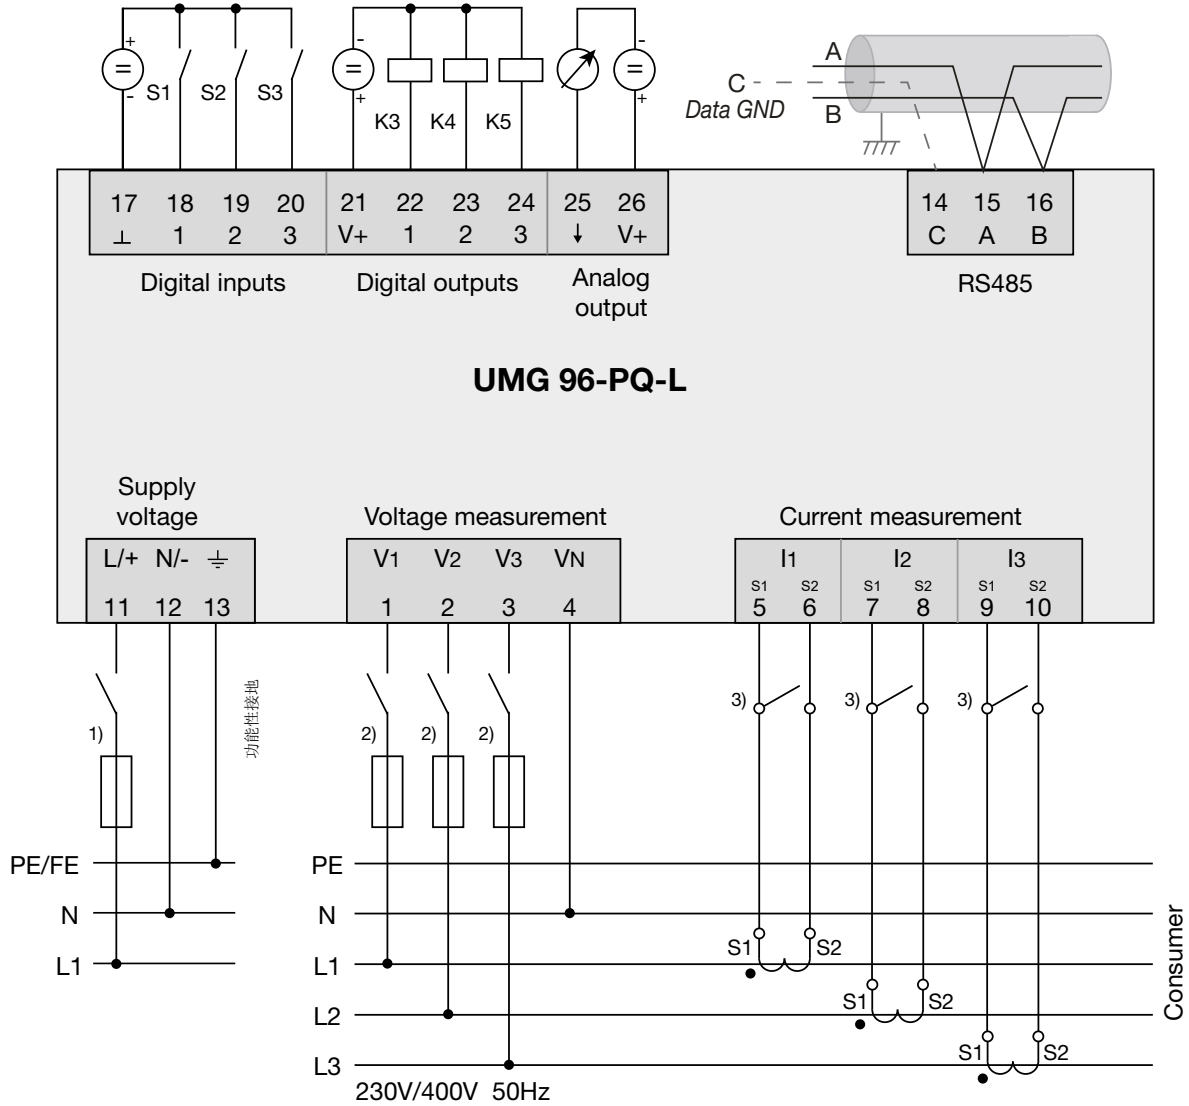 + - + - - +
S1 S2 S3
K3 K4 K5
A
C
Data GND
B
17 18 19 20 21 22 23 24 25 26
⊥ 1 2 3 V+ 1 2 3 ↓ V+
14 15 16
C A B
Digital inputs
Digital outputs
Analog
output
RS485
UMG 96-PQ-L
Supply
voltage
Voltage measurement
Current measurement
L/+ N/-
11 12 13
V1 V2 V3 VN
1 2 3 4
I1 I2 I3
S1 S2 S1 S2 S1 S2
5 6 7 8 9 10
3) 3) 3)
1)
功能性接地
2) 2) 2)
PE/FE
N
L1
PE
N
L1
L2
L3
S1 S2
S1 S2
S1 S2
Consumer
230V/400V 50Hz